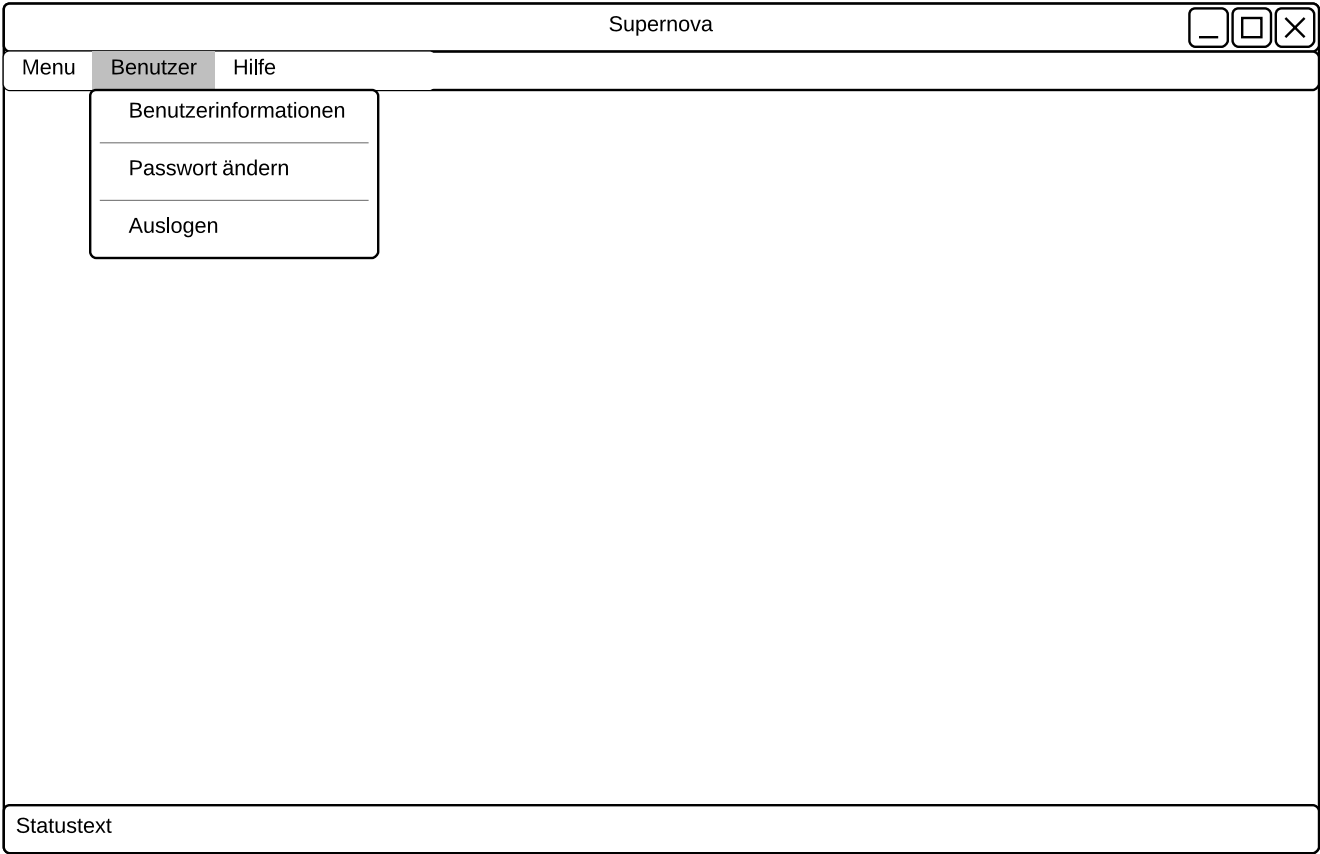 Supernova
Menu Benutzer Hilfe
Benutzerinformationen
Passwort ändern
Auslogen
Statustext